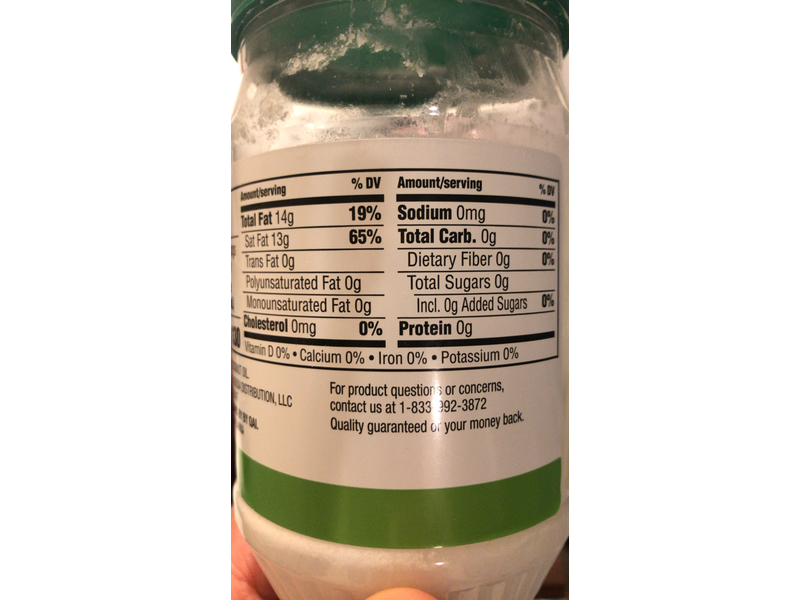 Amount/serving % DV
Total Fat 14g 19%
Sat Fat 13g 65%
Trans Fat 0g
Polyunsaturated Fat 0g
Monounsaturated Fat 0g
Cholesterol 0mg 0%
Amount/serving % DV
Sodium 0mg 0%
Total Carb. 0g 0%
Dietary Fiber 0g 0%
Total Sugars 0g
Incl. 0g Added Sugars 0%
Protein 0g
Vitamin D 0% • Calcium 0% • Iron 0% • Potassium 0%
OIL.
DISTRIBUTION, LLC
For product questions or concerns,
contact us at 1-833 992-3872
Quality guaranteed or your money back.